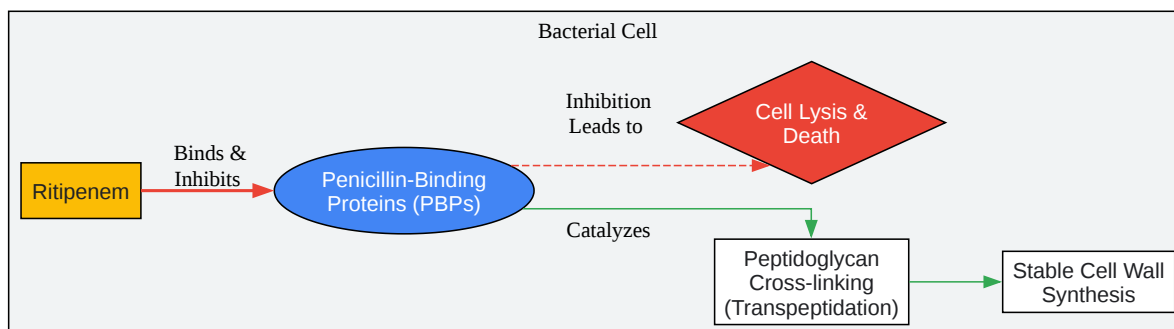 Bacterial Cell
Ritipenem
Binds &
Inhibits
Penicillin-Binding
Proteins (PBPs)
Inhibition
Leads to
Cell Lysis &
Death
Catalyzes
Peptidoglycan
Cross-linking
(Transpeptidation)
Stable Cell Wall
Synthesis